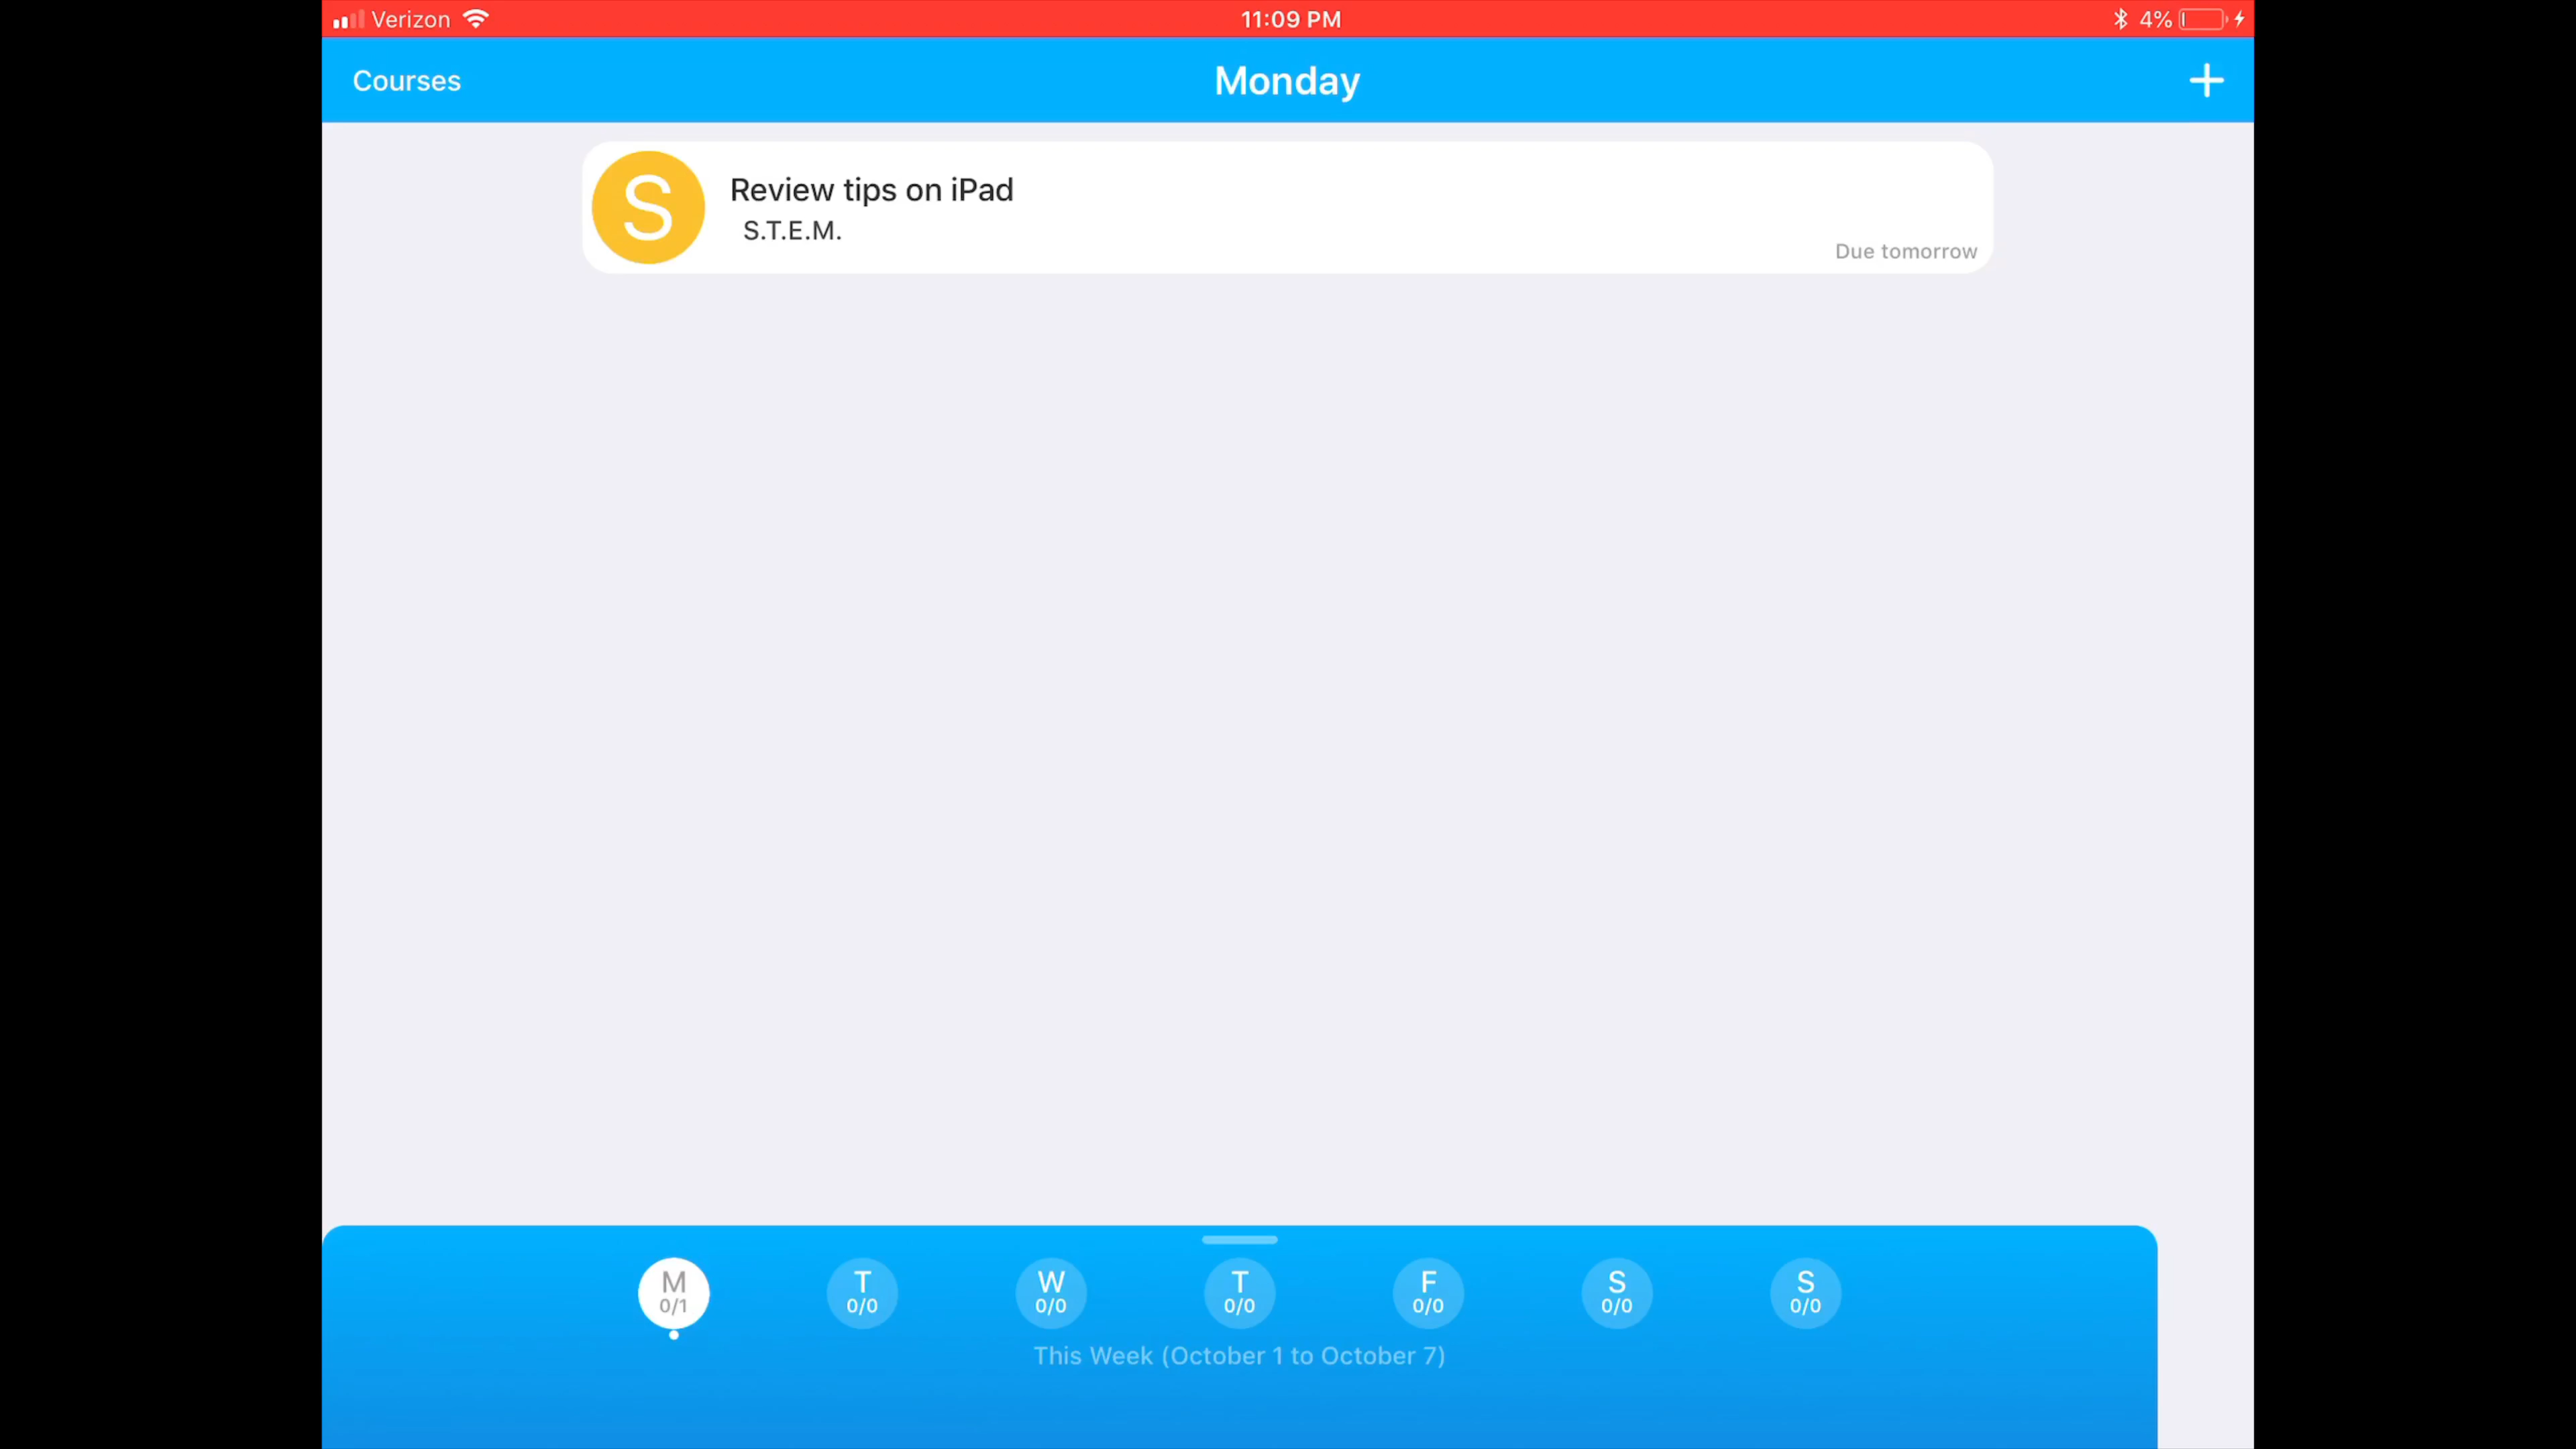 Verizon 11:09 PM 4%
Courses Monday +
S Review tips on iPad
S.T.E.M.
Due tomorrow
M T W T F S S
0/1 0/0 0/0 0/0 0/0 0/0 0/0
This Week (October 1 to October 7)